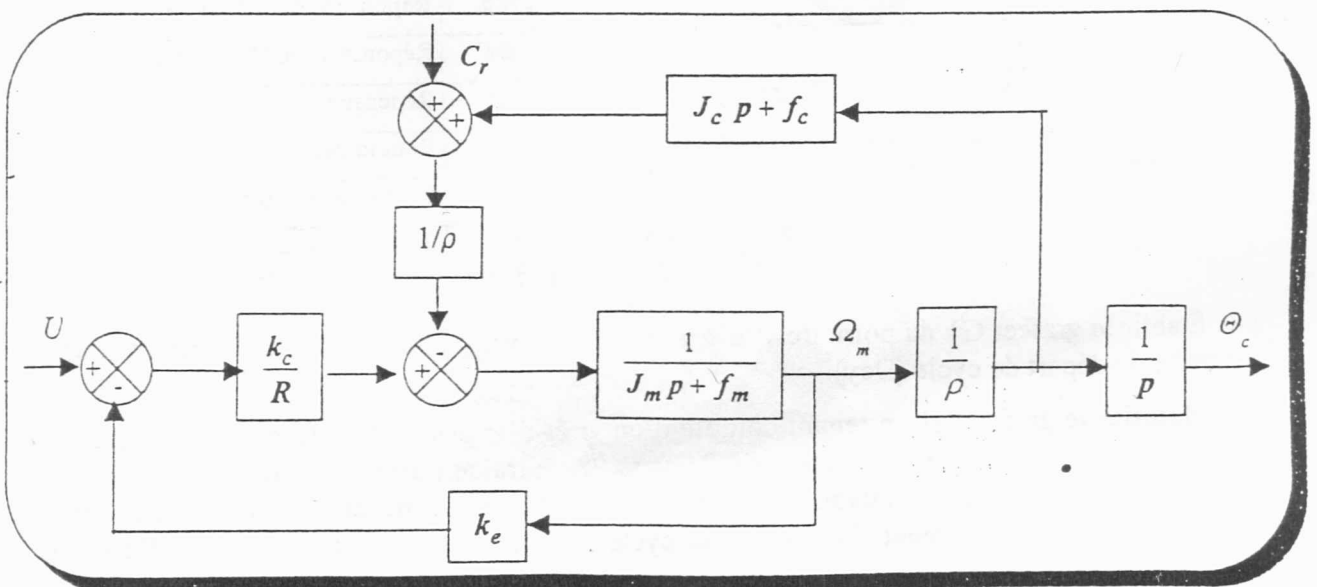 C_r
+
+
J_c p + f_c
1/ρ
U
+
-
k_c
R
-
+
1
J_m p + f_m
Ω_m
1
ρ
1
p
Θ_c
k_e